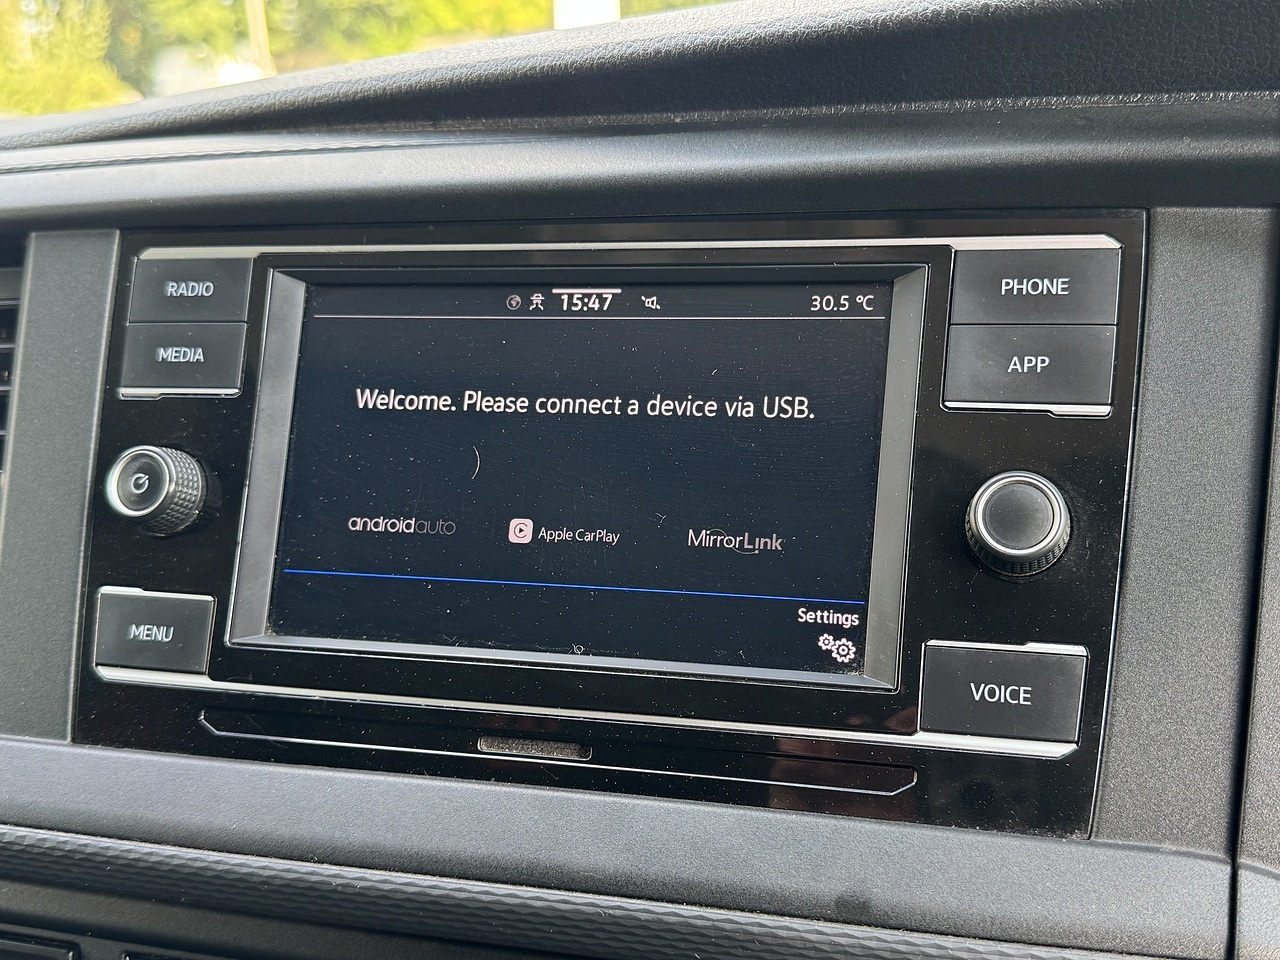 RADIO
MEDIA
MENU
15:47
30.5 °C
Welcome. Please connect a device via USB.
androidauto
Apple CarPlay
MirrorLink
Settings
PHONE
APP
VOICE